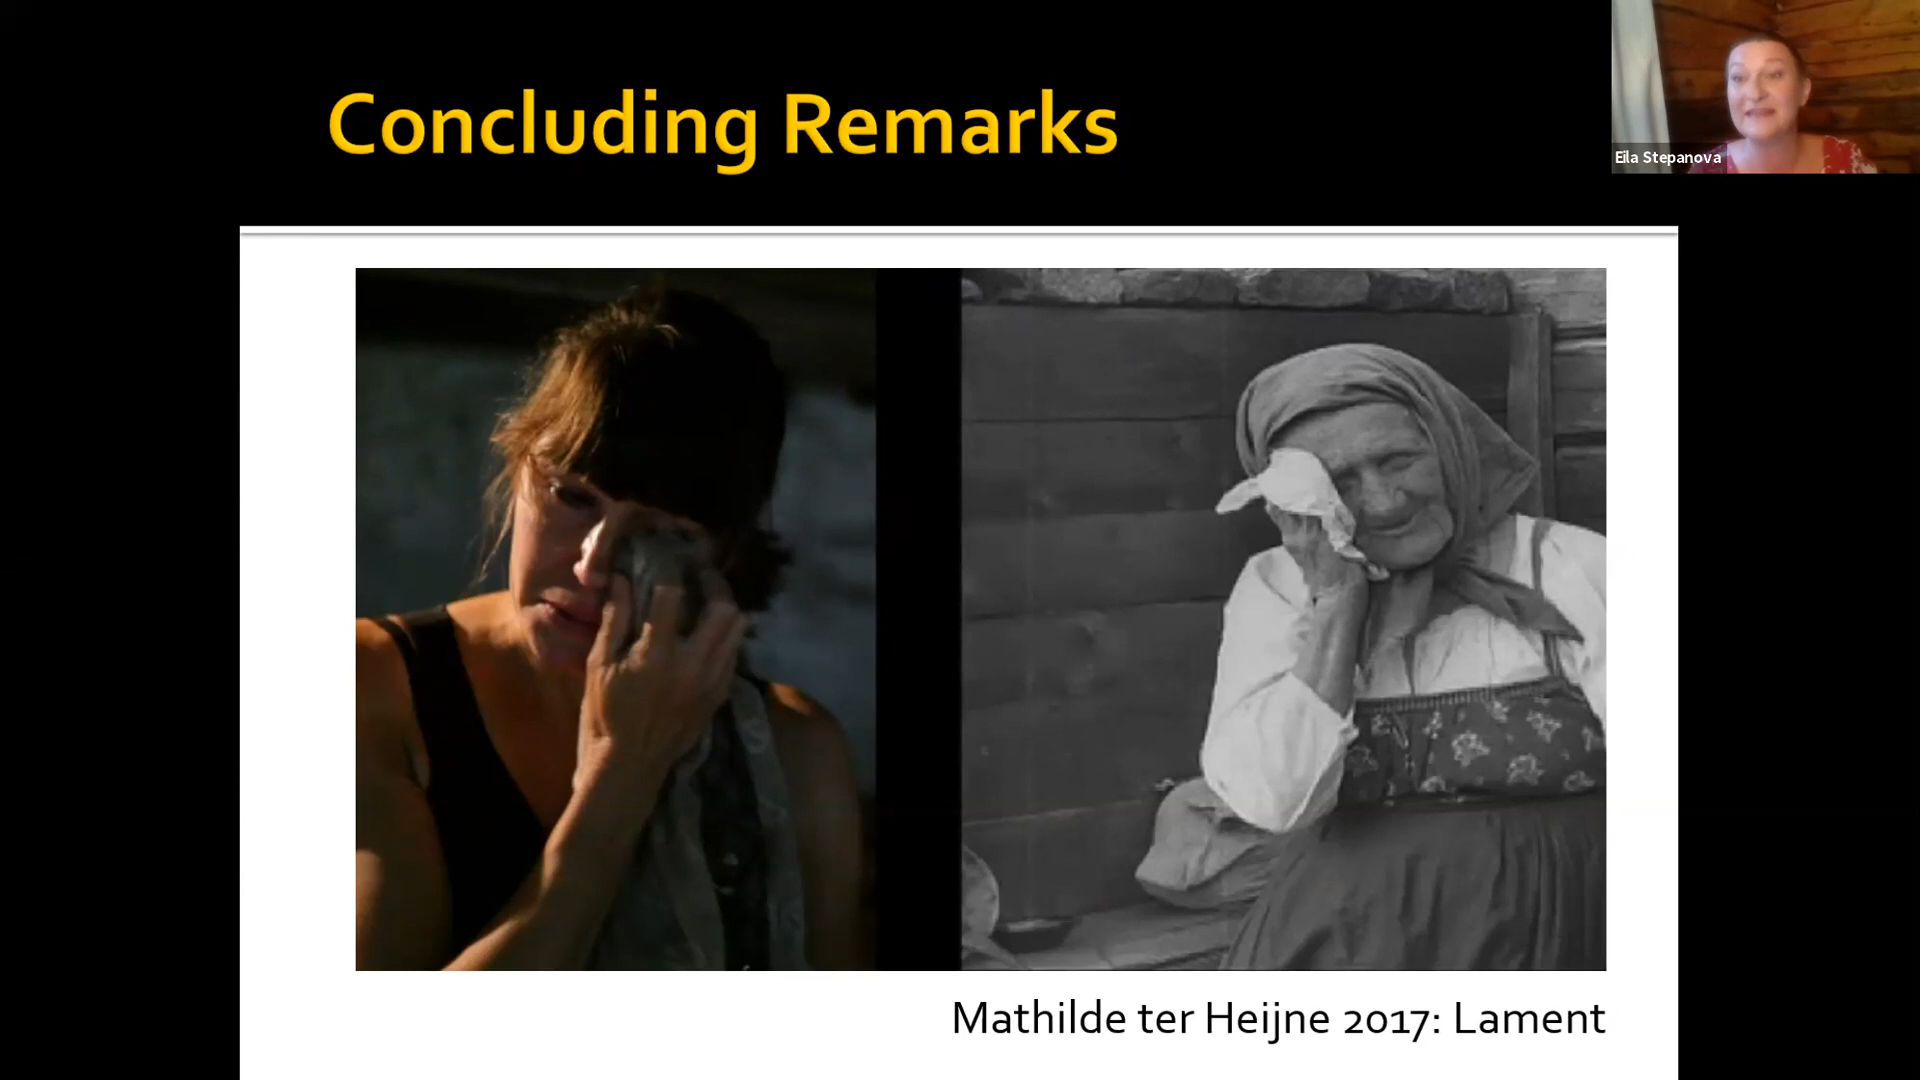 Concluding Remarks
Eila Stepanova
Mathilde ter Heijne 2017: Lament